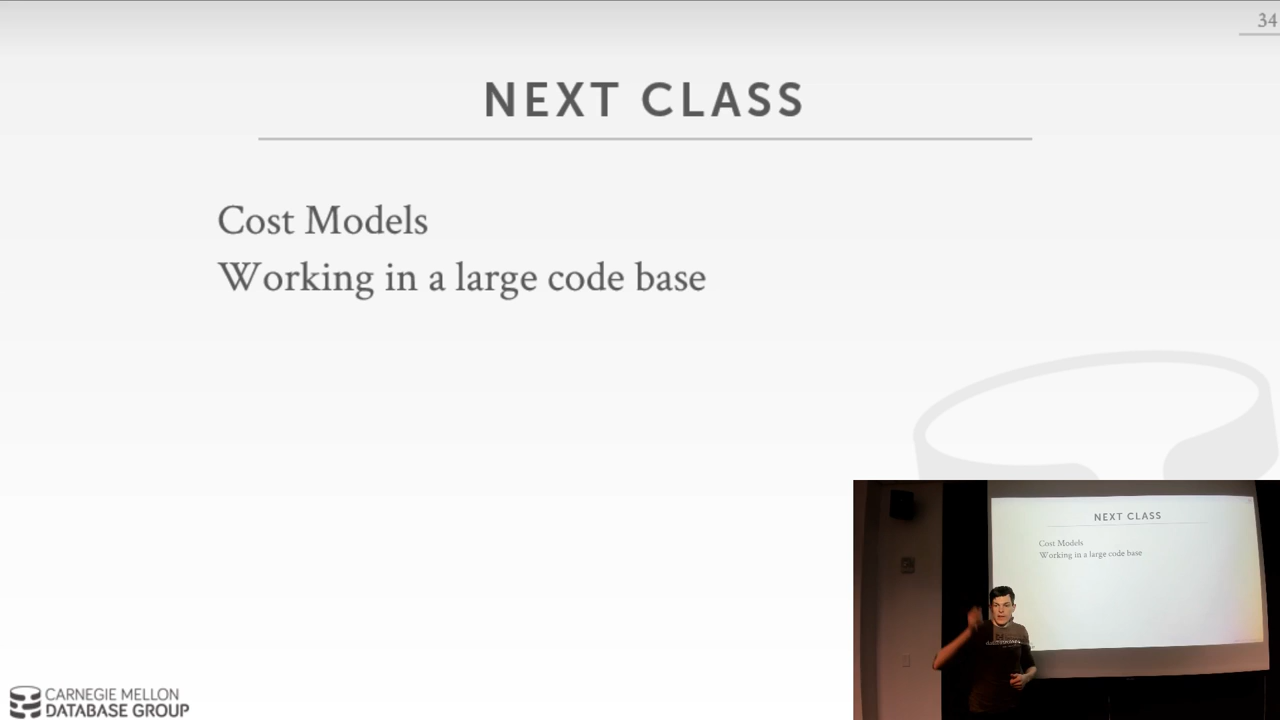 34
NEXT CLASS
Cost Models
Working in a large code base
NEXT CLASS
Cost Models
Working in a large code base
CARNEGIE MELLON
DATABASE GROUP